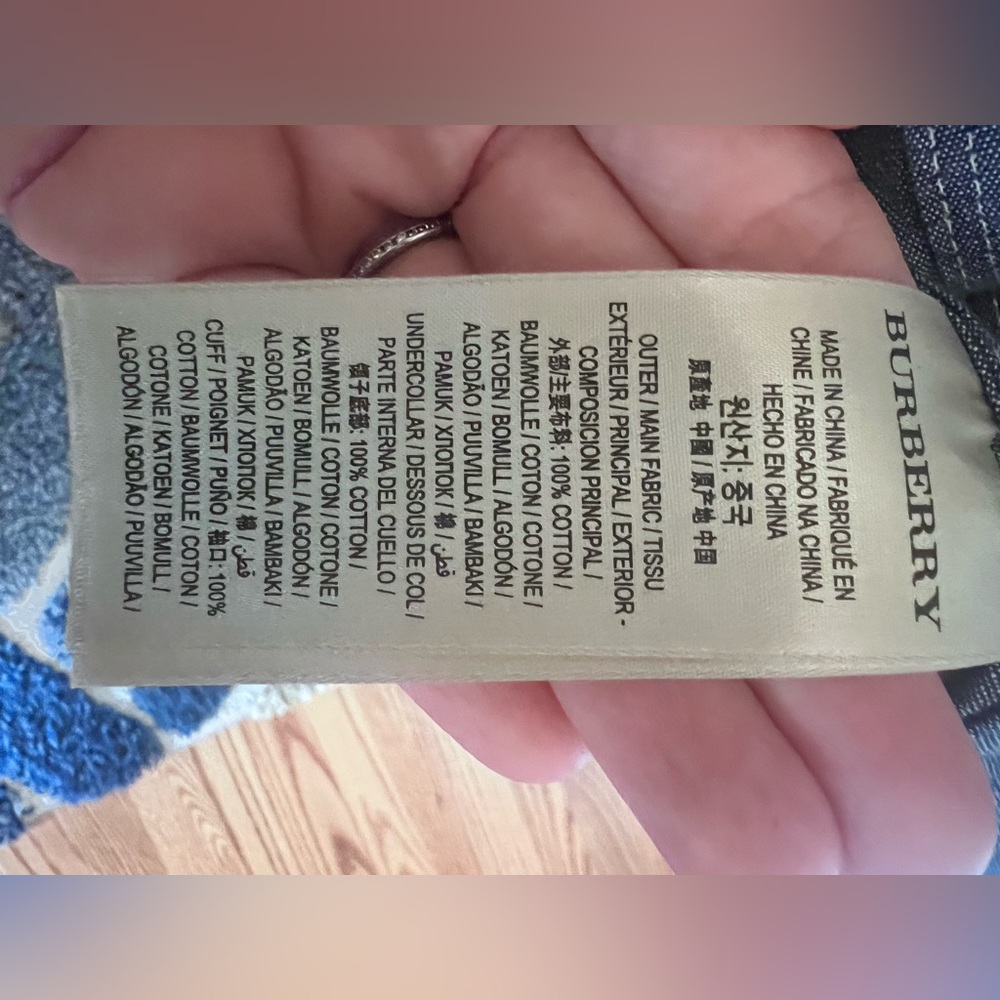 BURBERRY
MADE IN CHINA / FABRIQUÉ EN
CHINE / FABRICADO NA CHINA /
HECHO EN CHINA
원산지: 중국
原產地 中國 / 原产地 中国
OUTER / MAIN FABRIC / TISSU
EXTÉRIEUR / PRINCIPAL / EXTERIOR -
COMPOSICION PRINCIPAL /
外部主要布料: 100% COTTON /
BAUMWOLLE / COTON / COTONE /
KATOEN / BOMULL / ALGODÓN /
ALGODÃO / PUUVILLA / BAMBAKI /
PAMUK / XITOTOK / 棉 / قطن
UNDERCOLLAR / DESSOUS DE COL /
PARTE INTERNA DEL CUELLO /
领子底部: 100% COTTON /
BAUMWOLLE / COTON / COTONE /
KATOEN / BOMULL / ALGODÓN /
ALGODÃO / PUUVILLA / BAMBAKI /
PAMUK / XITOTOK / 棉 / قطن
CUFF / POIGNET / PUÑO / 袖口: 100%
COTTON / BAUMWOLLE / COTON /
COTONE / KATOEN / BOMULL /
ALGODÓN / ALGODÃO / PUUVILLA /